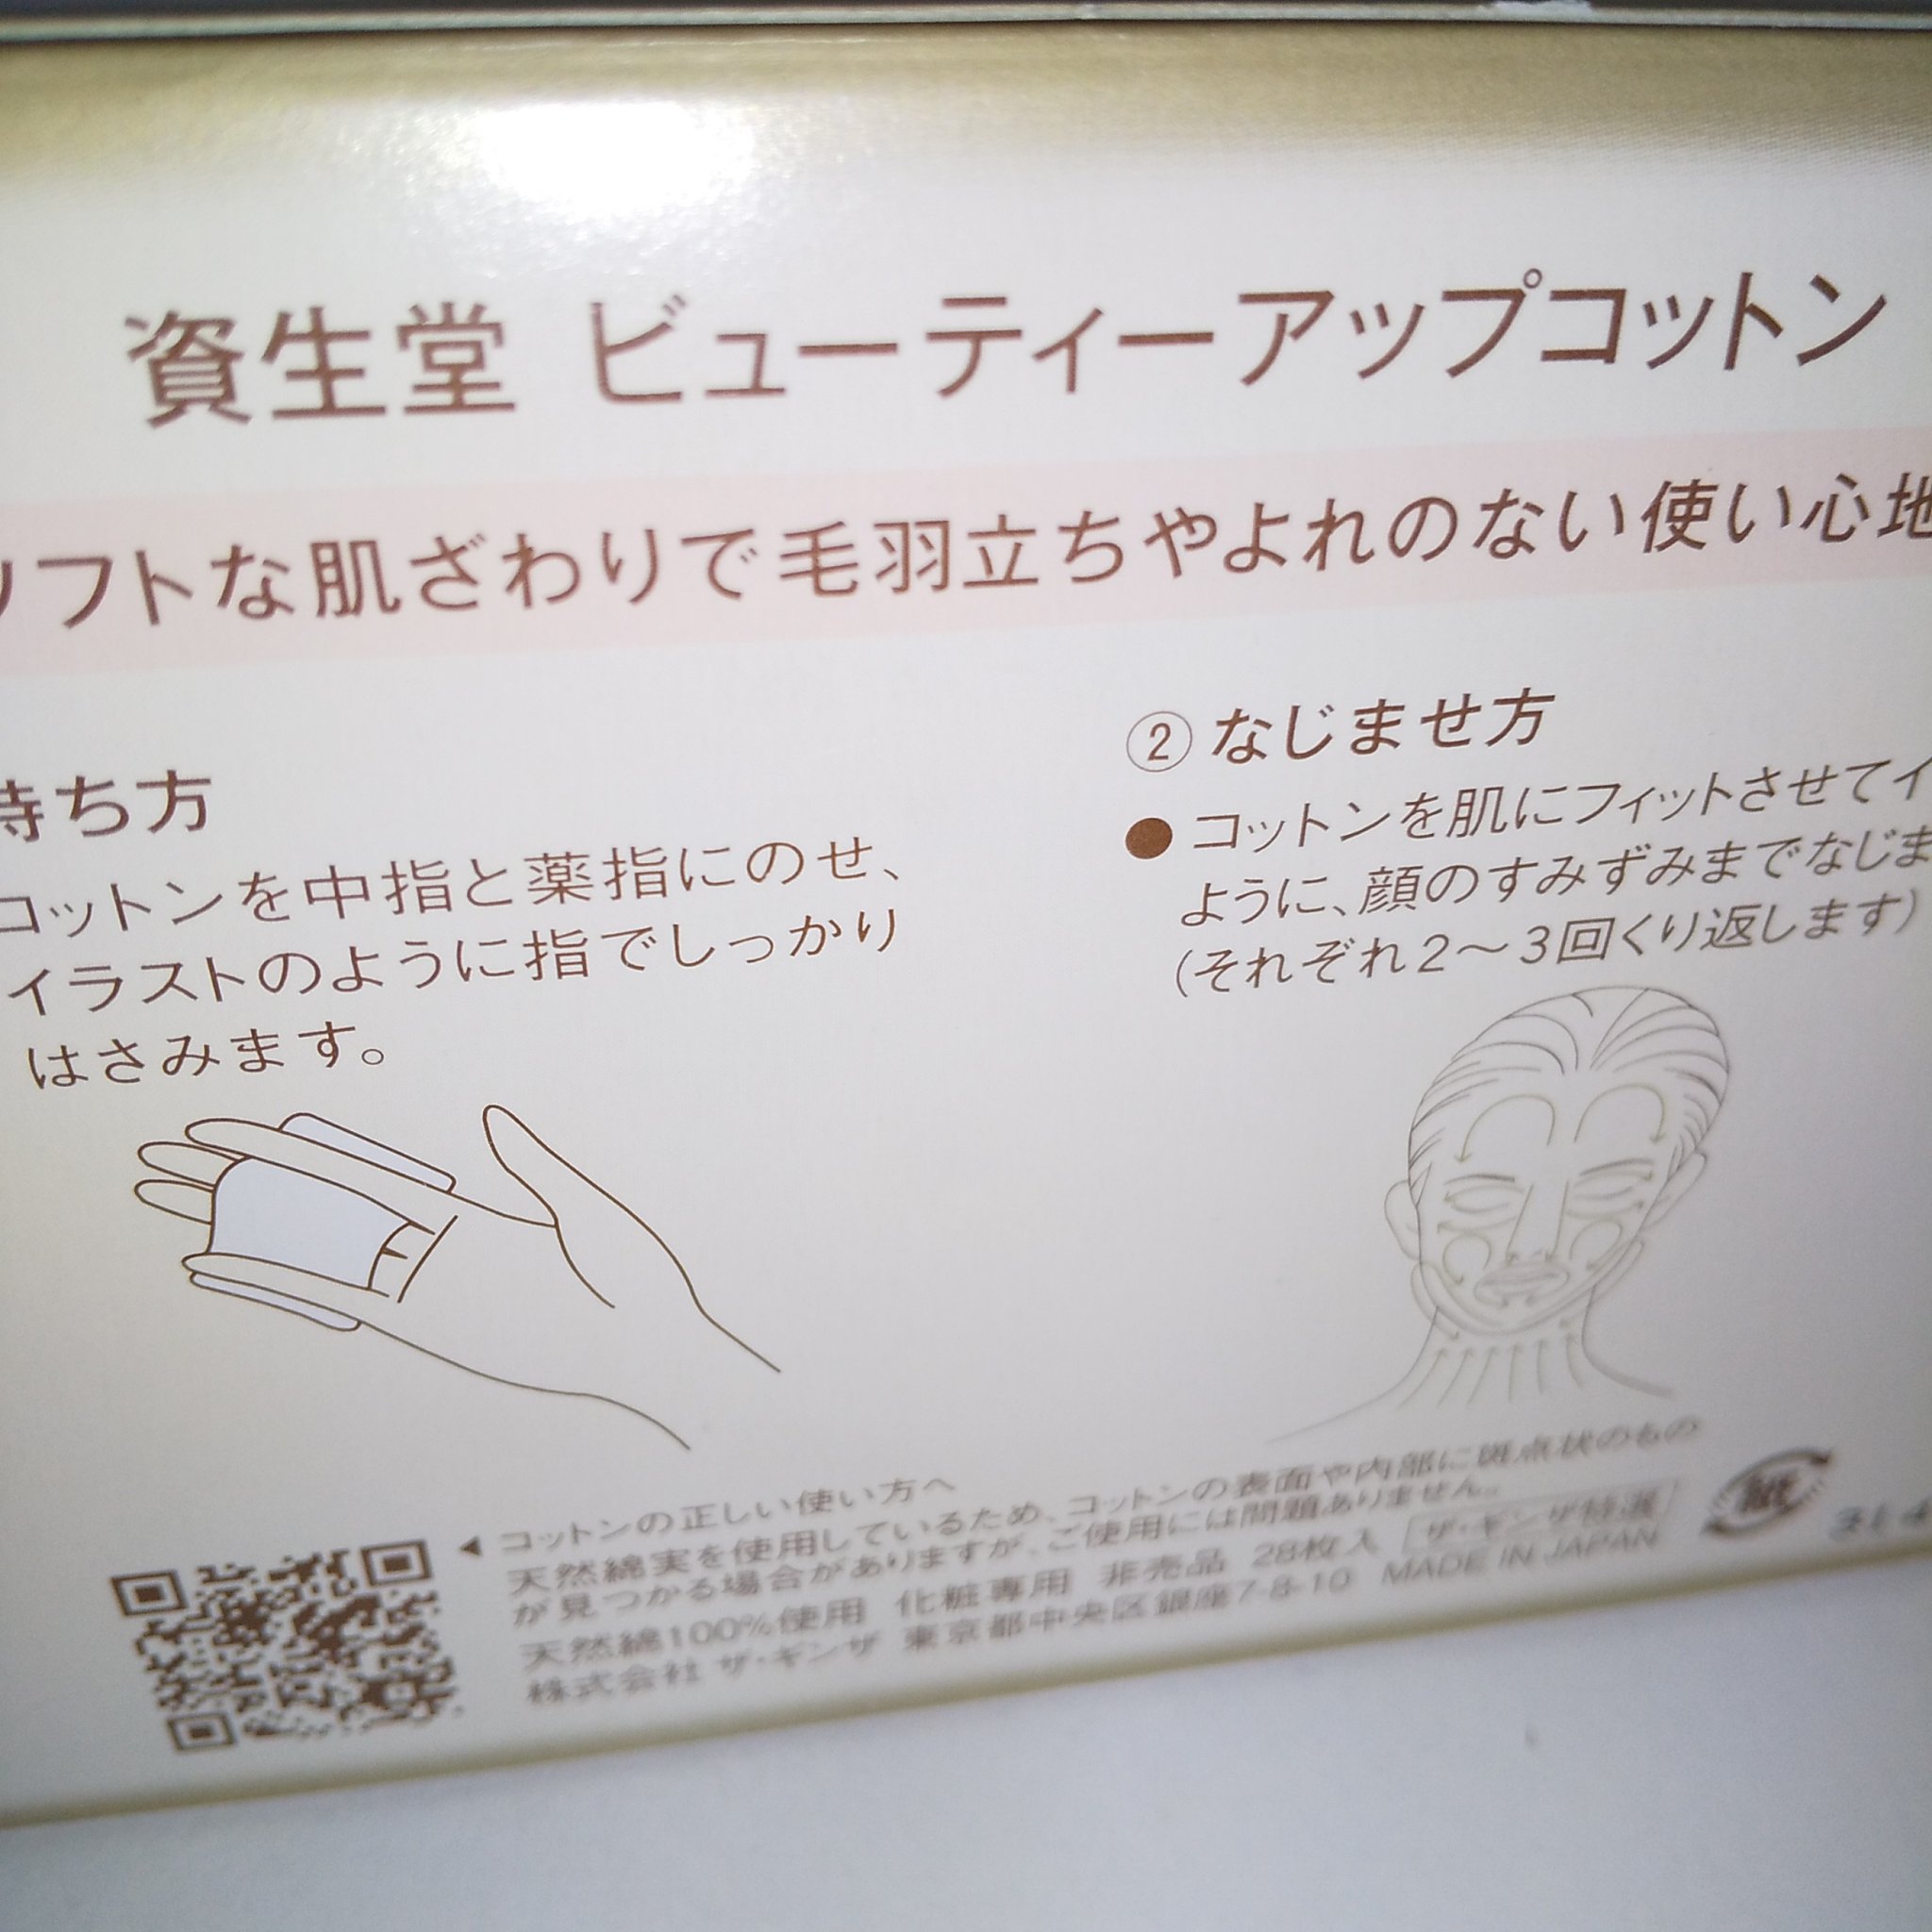 資生堂 ビューティーアップコットン
ソフトな肌ざわりで毛羽立ちやよれのない使い心地
持ち方
コットンを中指と薬指にのせ、
イラストのように指でしっかり
はさみます。
② なじませ方
● コットンを肌にフィットさせてイ
ように、顔のすみずみまでなじま
(それぞれ2〜3回くり返します)
◀ コットンの正しい使い方へ
天然綿実を使用しているため、コットンの表面や内部に斑点状のもの
が見つかる場合がありますが、ご使用には問題ありません。
天然綿100%使用 化粧専用 非売品 28枚入 ザ・ギンザ特選
株式会社 ザ・ギンザ 東京都中央区銀座7-8-10 MADE IN JAPAN
紙